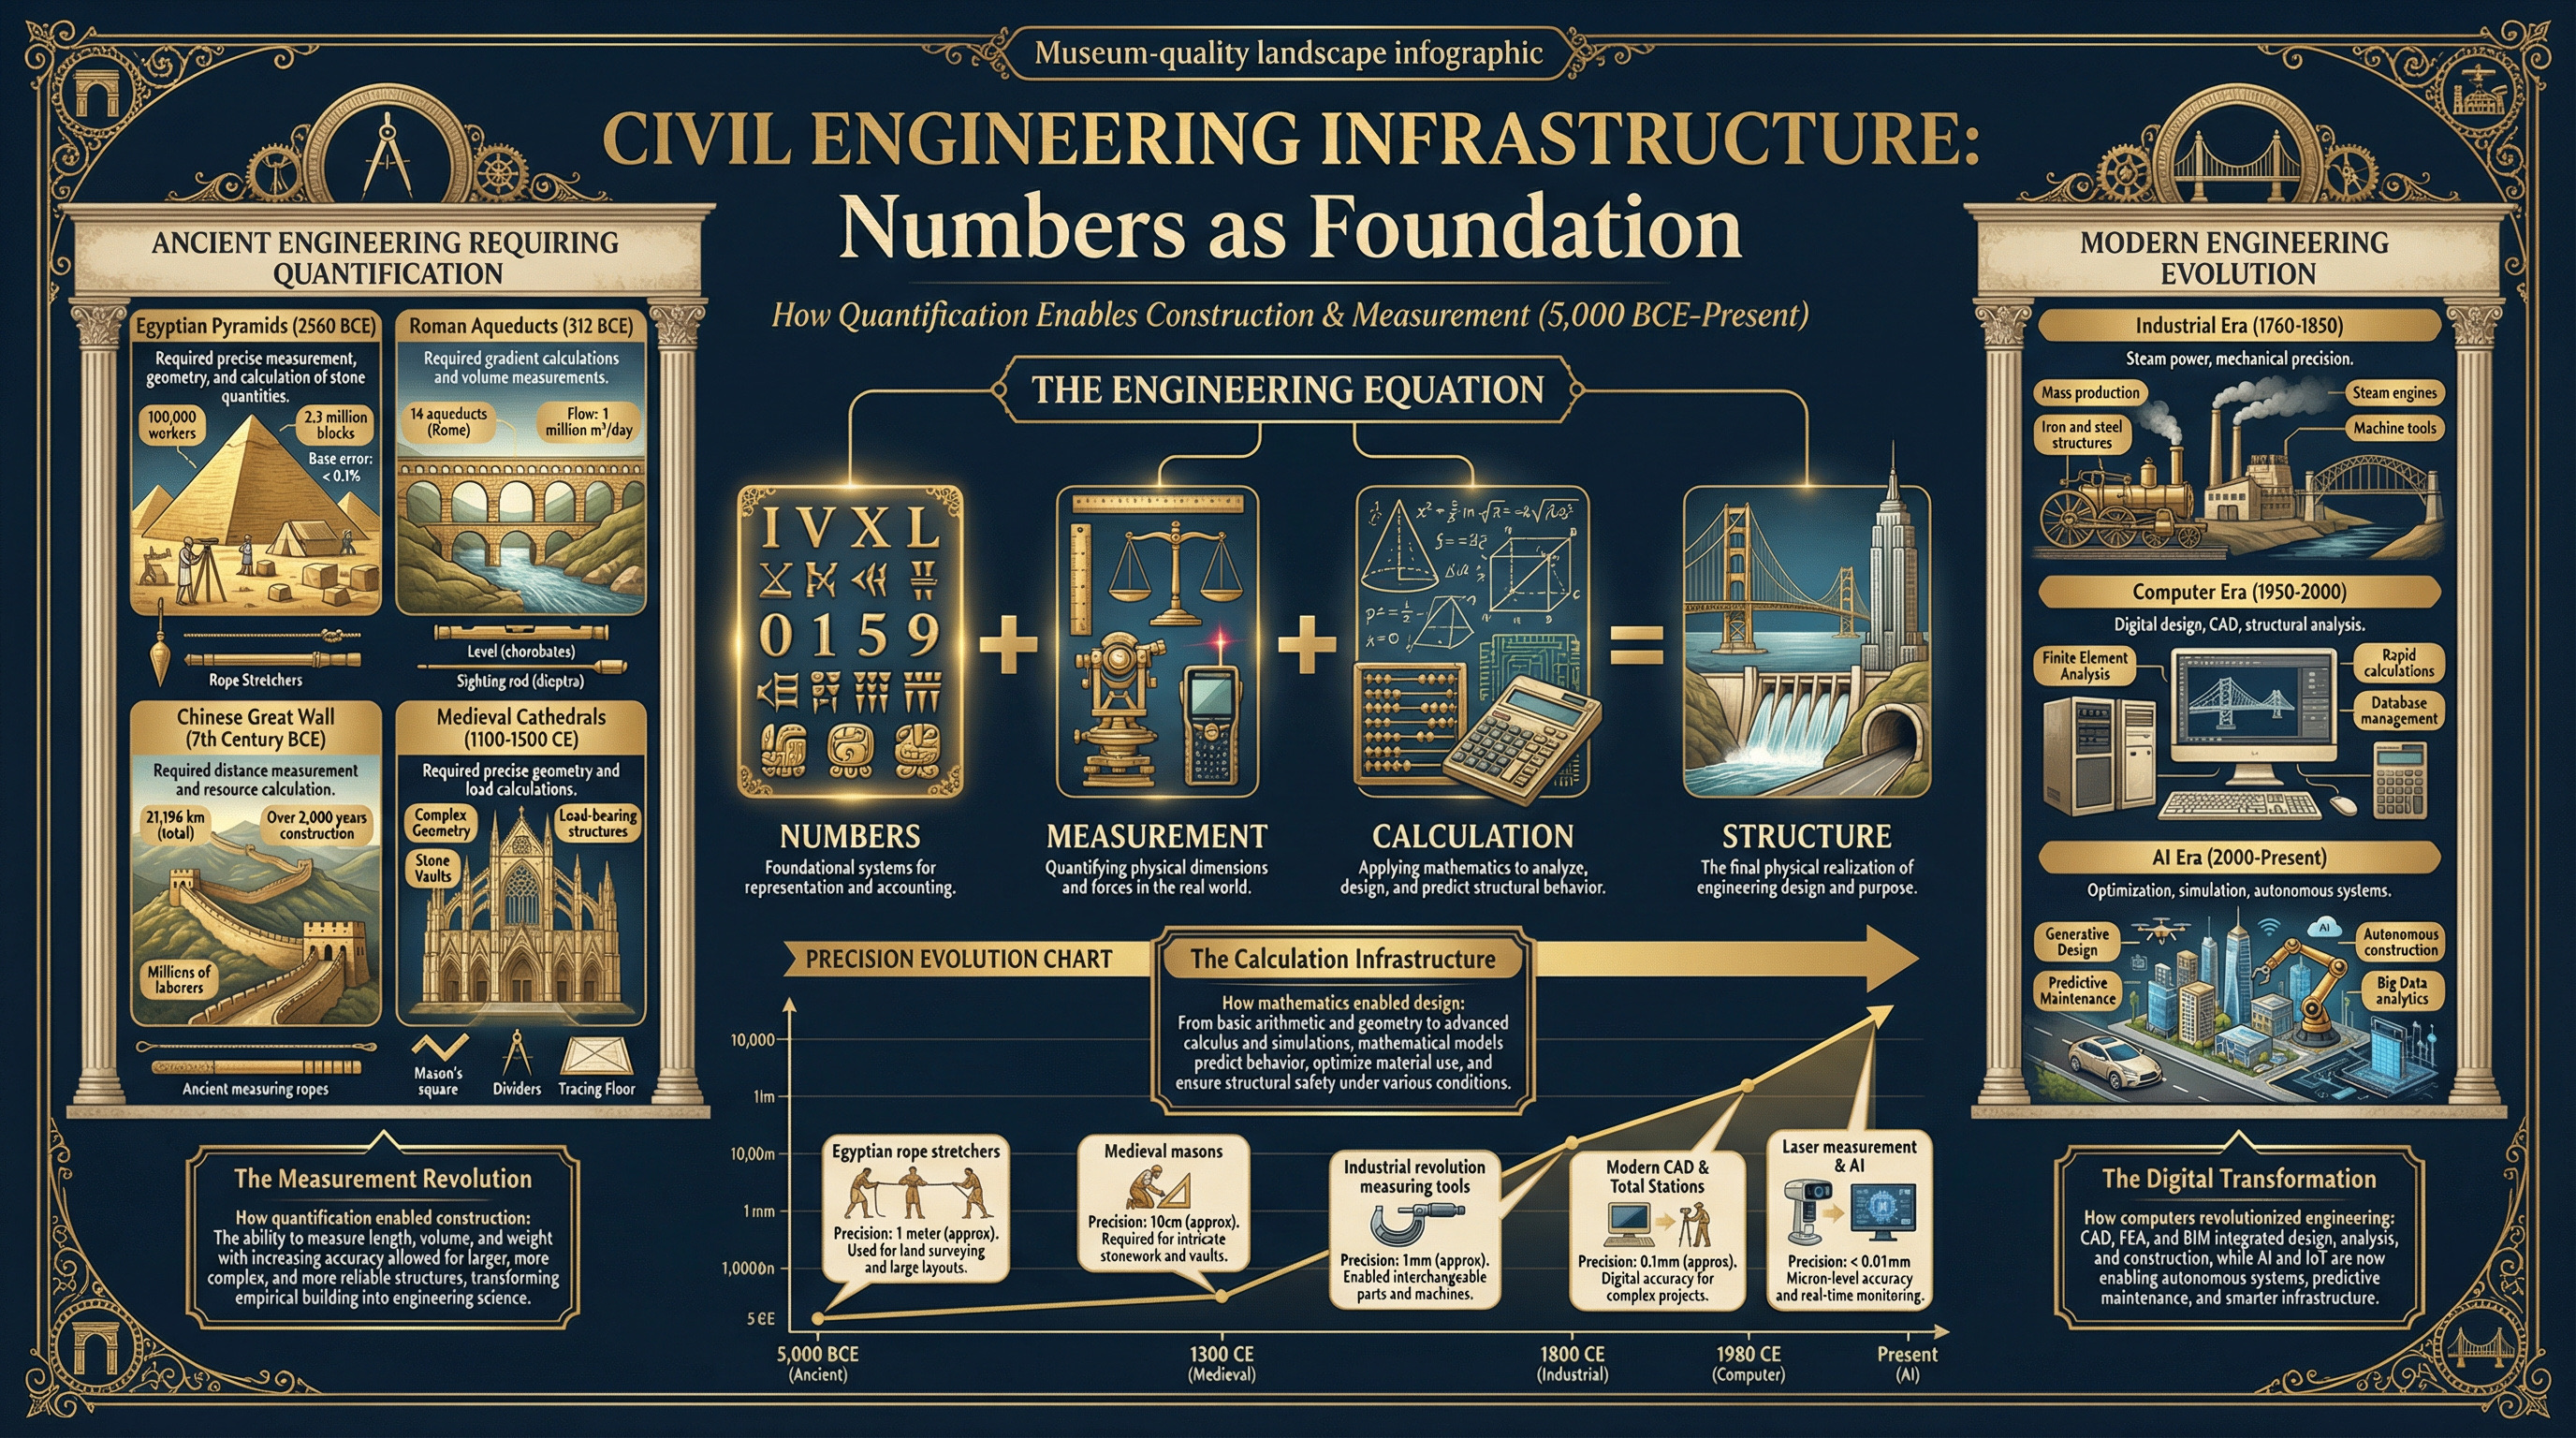 Museum-quality landscape infographic
CIVIL ENGINEERING INFRASTRUCTURE:
Numbers as Foundation
How Quantification Enables Construction & Measurement (5,000 BCE-Present)
ANCIENT ENGINEERING REQUIRING
QUANTIFICATION
Egyptian Pyramids (2560 BCE)
Required precise measurement,
geometry, and calculation of stone
quantities.
100,000
workers
2.3 million
blocks
Base error:
< 0.1%
Rope Stretchers
Roman Aqueducts (312 BCE)
Required gradient calculations
and volume measurements.
14 aqueducts
(Rome)
Flow: 1
million m³/day
Level (chorobates)
Sighting rod (dioptra)
Chinese Great Wall
(7th Century BCE)
Required distance measurement
and resource calculation.
21,196 km
(total)
Over 2,000 years
construction
Millions of
laborers
Ancient measuring ropes
Medieval Cathedrals
(1100-1500 CE)
Required precise geometry and
load calculations.
Complex
Geometry
Load-bearing
structures
Stone
Vaults
Mason's
square
Dividers
Tracing Floor
The Measurement Revolution
How quantification enabled construction:
The ability to measure length, volume, and weight
with increasing accuracy allowed for larger, more
complex, and more reliable structures, transforming
empirical building into engineering science.
THE ENGINEERING EQUATION
I V X L
0 1 5 9
+
+
=
NUMBERS
Foundational systems for
representation and accounting.
MEASUREMENT
Quantifying physical dimensions
and forces in the real world.
CALCULATION
Applying mathematics to analyze,
design, and predict structural behavior.
STRUCTURE
The final physical realization of
engineering design and purpose.
PRECISION EVOLUTION CHART
The Calculation Infrastructure
How mathematics enabled design:
From basic arithmetic and geometry to advanced
calculus and simulations, mathematical models
predict behavior, optimize material use, and
ensure structural safety under various conditions.
10,000
1lm
10,00m
1mm
5 €E
Egyptian rope stretchers
Precision: 1 meter (approx).
Used for land surveying
and large layouts.
Medieval masons
Precision: 10cm (approx).
Required for intricate
stonework and vaults.
Industrial revolution
measuring tools
Precision: 1mm (approx).
Enabled interchangeable
parts and machines.
Modern CAD &
Total Stations
Precision: 0.1mm (approx).
Digital accuracy for
complex projects.
Laser measurement
& AI
Precision: < 0.01mm
Micron-level accuracy
and real-time monitoring.
5,000 BCE
(Ancient)
1300 CE
(Medieval)
1800 CE
(Industrial)
1980 CE
(Computer)
Present
(AI)
MODERN ENGINEERING
EVOLUTION
Industrial Era (1760-1850)
Steam power, mechanical precision.
Mass production
Iron and steel
structures
Steam engines
Machine tools
Computer Era (1950-2000)
Digital design, CAD, structural analysis.
Finite Element
Analysis
Rapid
calculations
Database
management
AI Era (2000-Present)
Optimization, simulation, autonomous systems.
Generative
Design
Predictive
Maintenance
AI
Autonomous
construction
Big Data
analytics
The Digital Transformation
How computers revolutionized engineering:
CAD, FEA, and BIM integrated design, analysis,
and construction, while AI and IoT are now
enabling autonomous systems, predictive
maintenance, and smarter infrastructure.